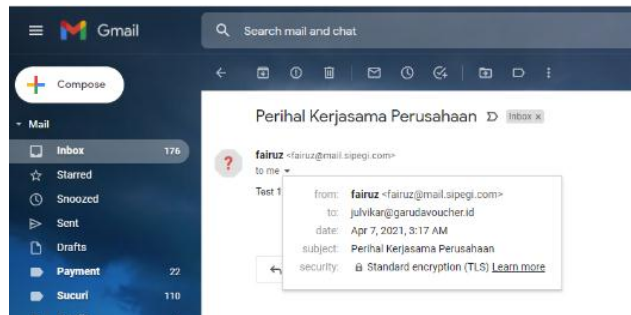 Gmail
Search mail and chat
Compose
Mail
Inbox 176
Starred
Snoozed
Sent
Drafts
Payment 22
Sucuri 110
Perihal Kerjasama Perusahaan Inbox x
fairuz <fairuz@mail.sipegi.com>
to me
Test 1
from: fairuz <fairuz@mail.sipegi.com>
to: julvikar@garudavoucher.id
date: Apr 7, 2021, 3:17 AM
subject: Perihal Kerjasama Perusahaan
security: Standard encryption (TLS) Learn more